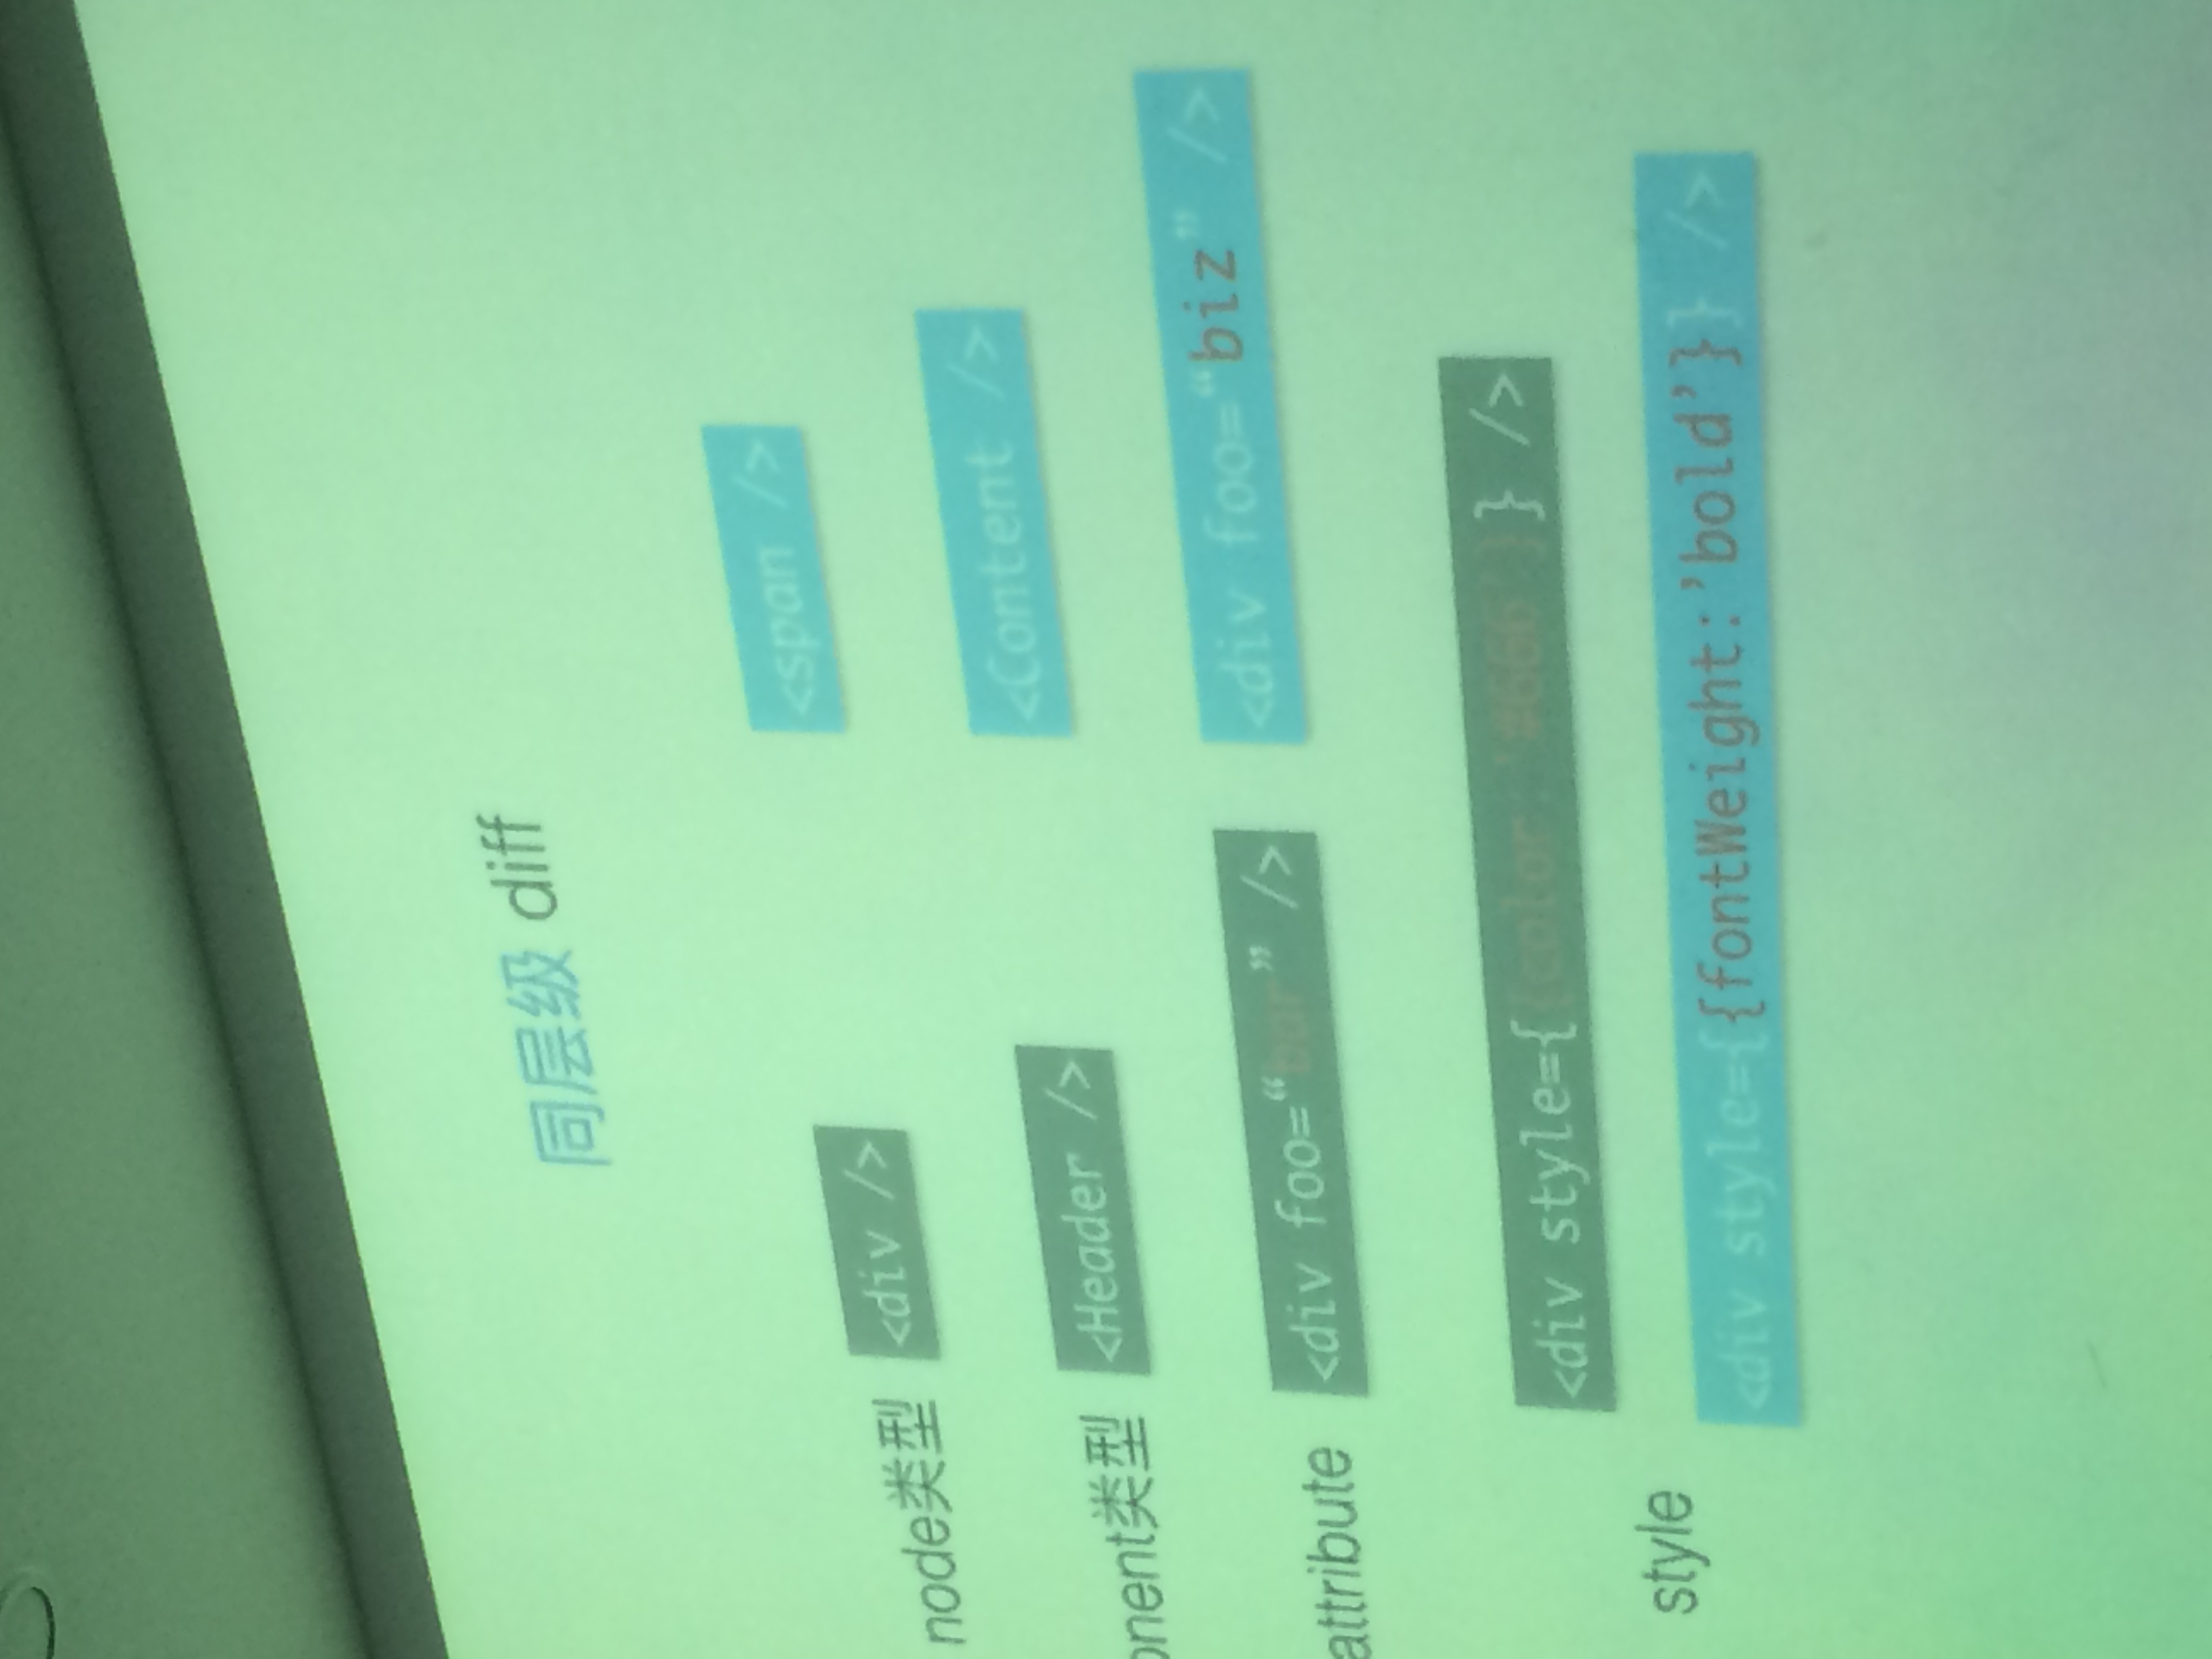 同层级 diff
node类型 <div /> <span />
onent类型 <Header /> <Content />
attribute <div foo=“bar” /> <div foo=“biz” />
<div style={{color:'#666'}} />
style
<div style={{fontWeight:’bold’}} />